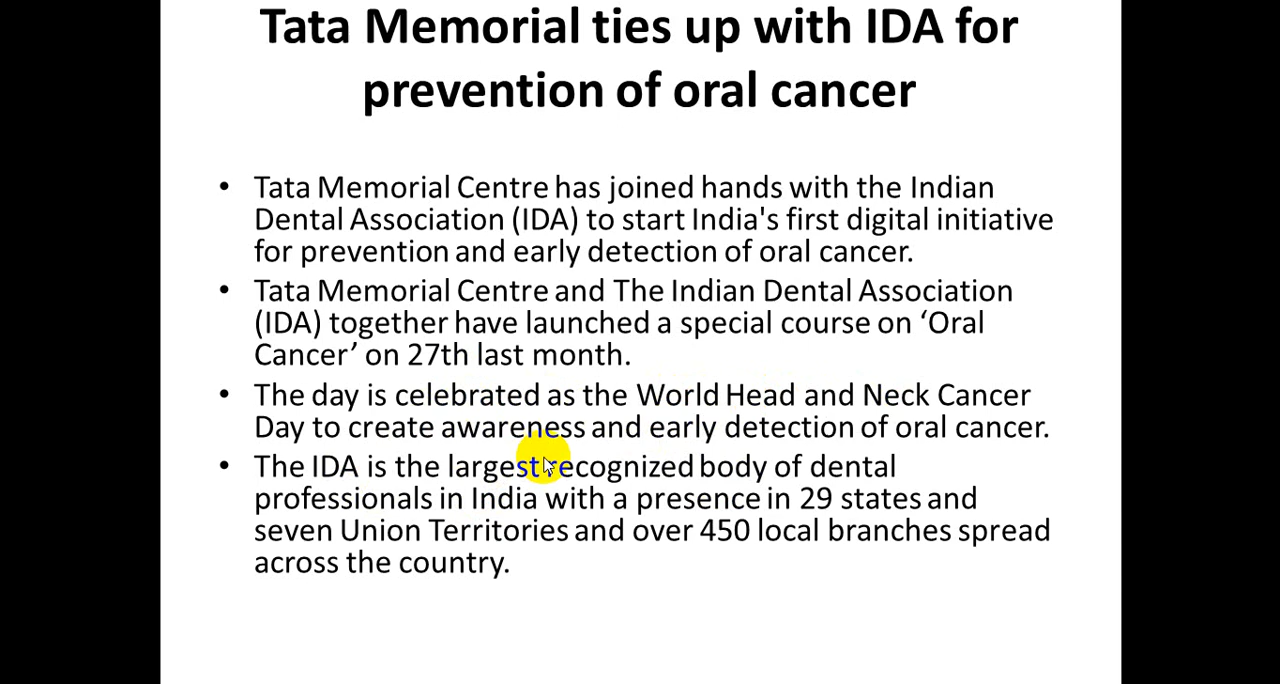 Tata Memorial ties up with IDA for
prevention of oral cancer
• Tata Memorial Centre has joined hands with the Indian
Dental Association (IDA) to start India's first digital initiative
for prevention and early detection of oral cancer.
• Tata Memorial Centre and The Indian Dental Association
(IDA) together have launched a special course on ‘Oral
Cancer’ on 27th last month.
• The day is celebrated as the World Head and Neck Cancer
Day to create awareness and early detection of oral cancer.
• The IDA is the largest recognized body of dental
professionals in India with a presence in 29 states and
seven Union Territories and over 450 local branches spread
across the country.